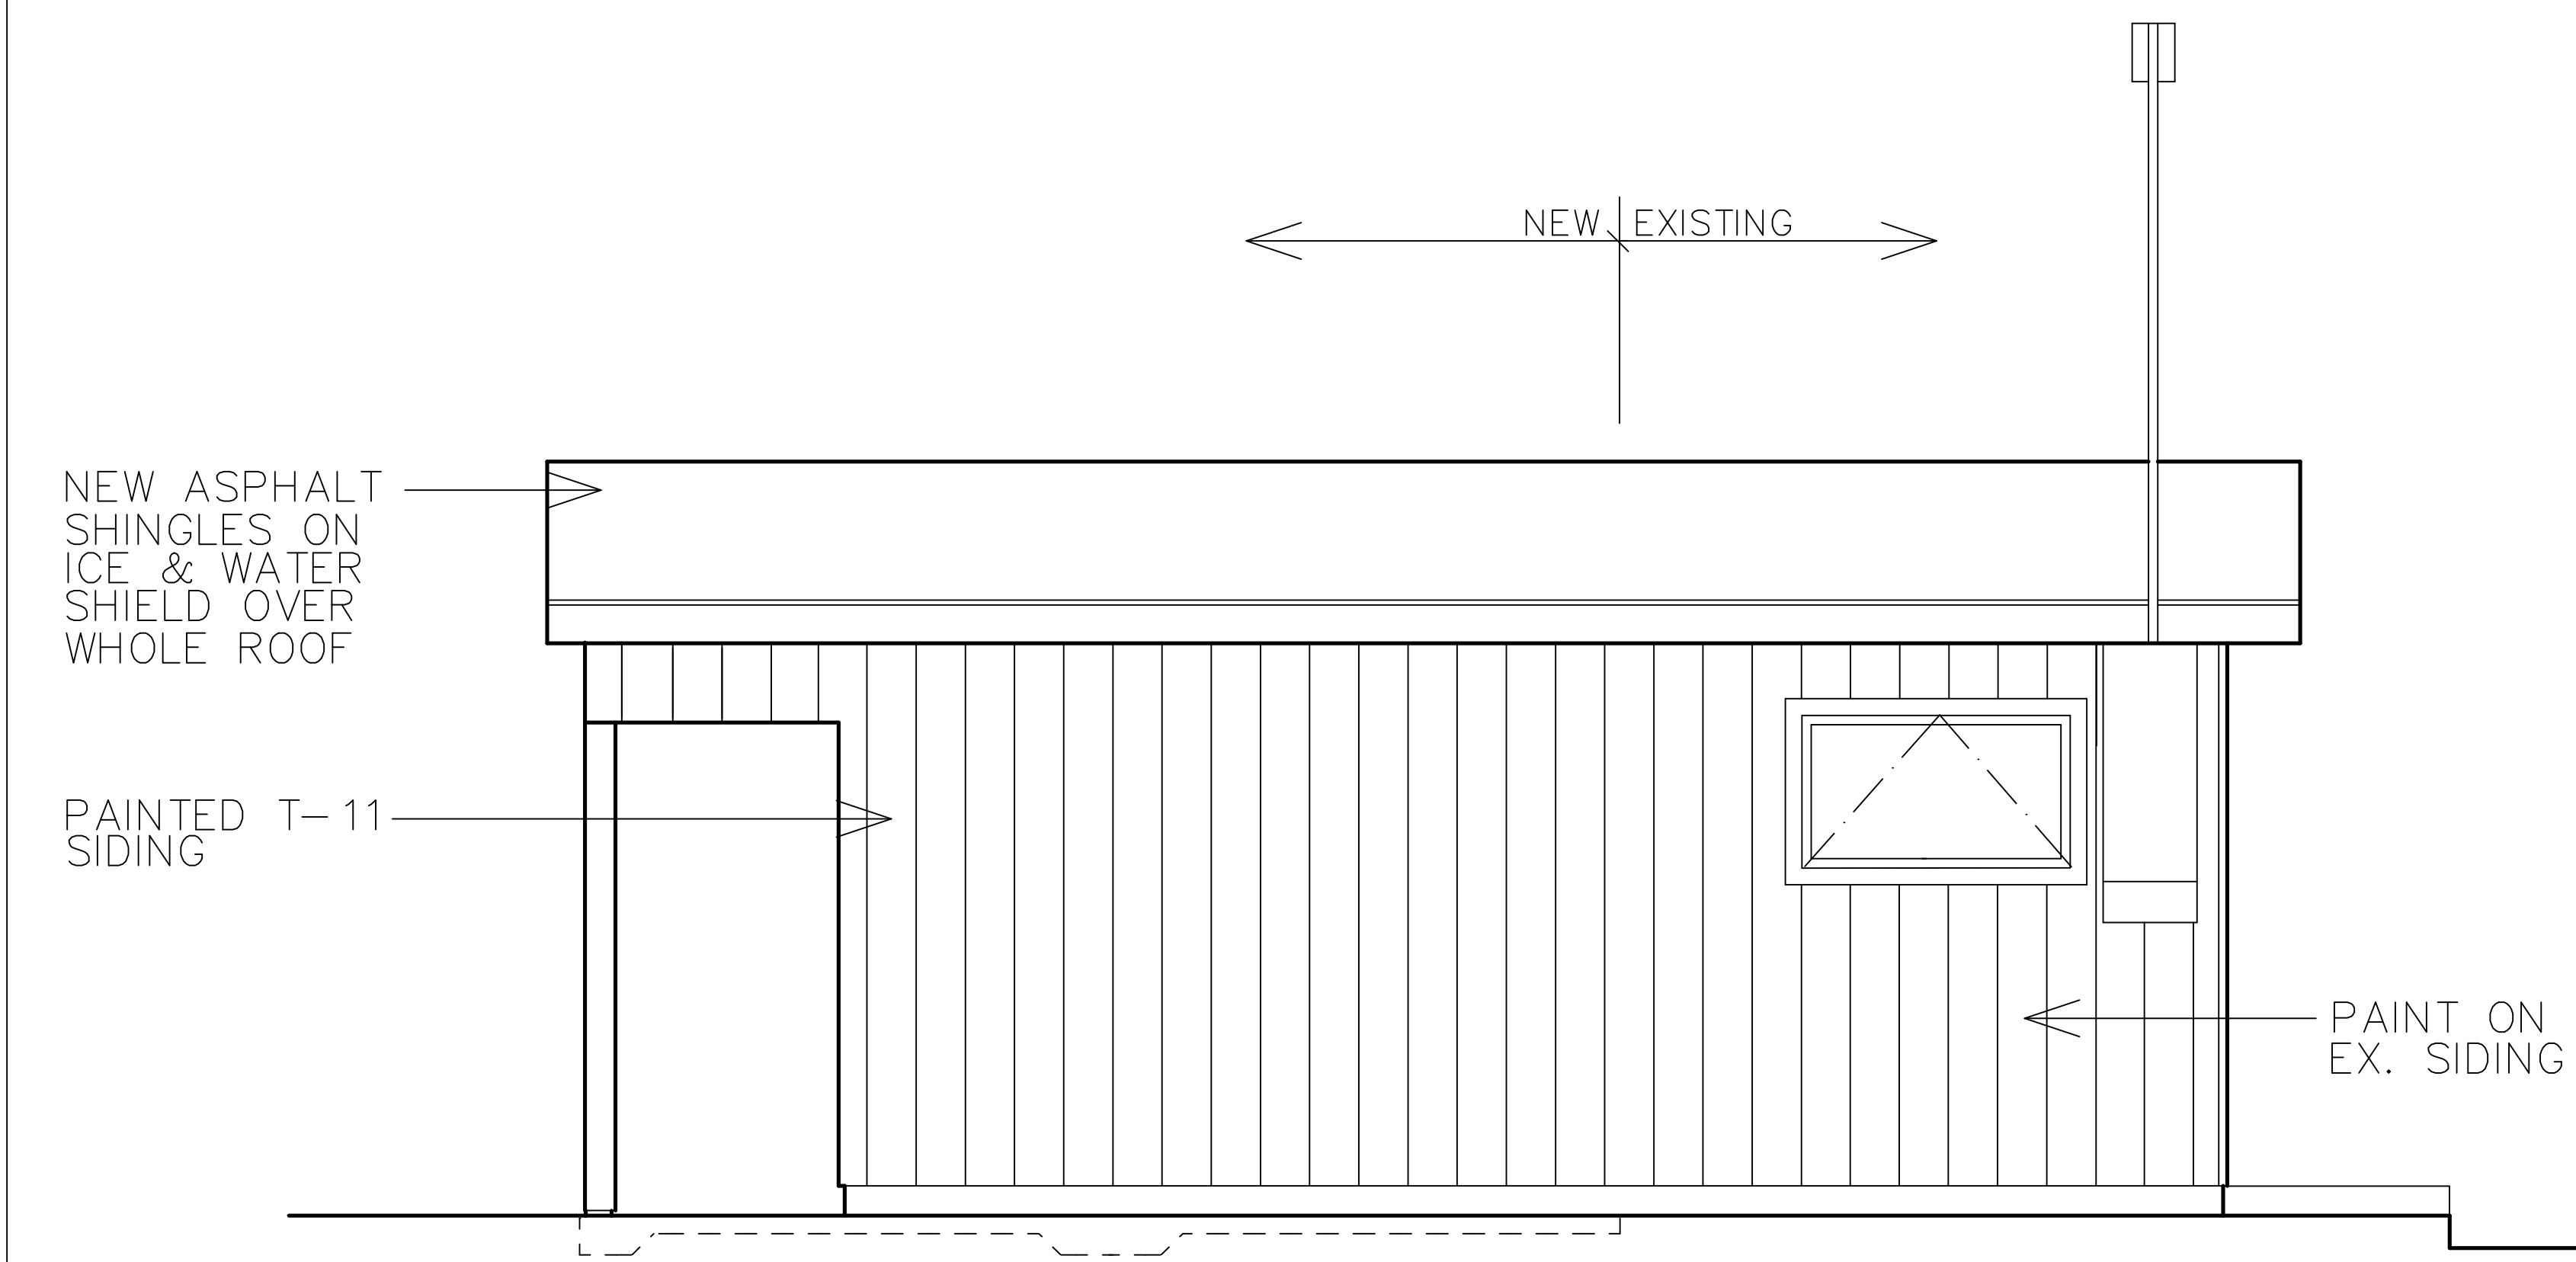 NEW EXISTING
NEW ASPHALT
SHINGLES ON
ICE & WATER
SHIELD OVER
WHOLE ROOF
PAINTED T-11
SIDING
PAINT ON
EX. SIDING